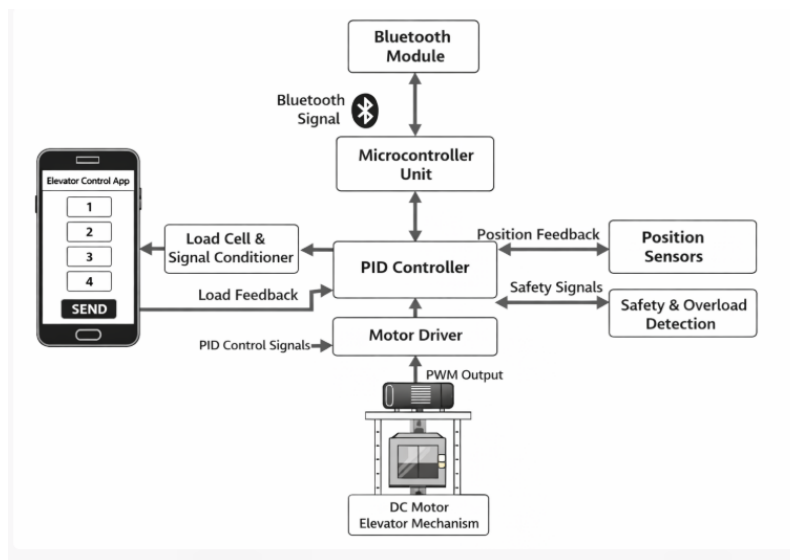 Bluetooth
Module
Bluetooth
Signal
Microcontroller
Unit
Elevator Control App
1
2
3
4
SEND
Load Cell &
Signal Conditioner
PID Controller
Position Feedback
Position
Sensors
Load Feedback
Safety Signals
Safety & Overload
Detection
PID Control Signals
Motor Driver
PWM Output
DC Motor
Elevator Mechanism